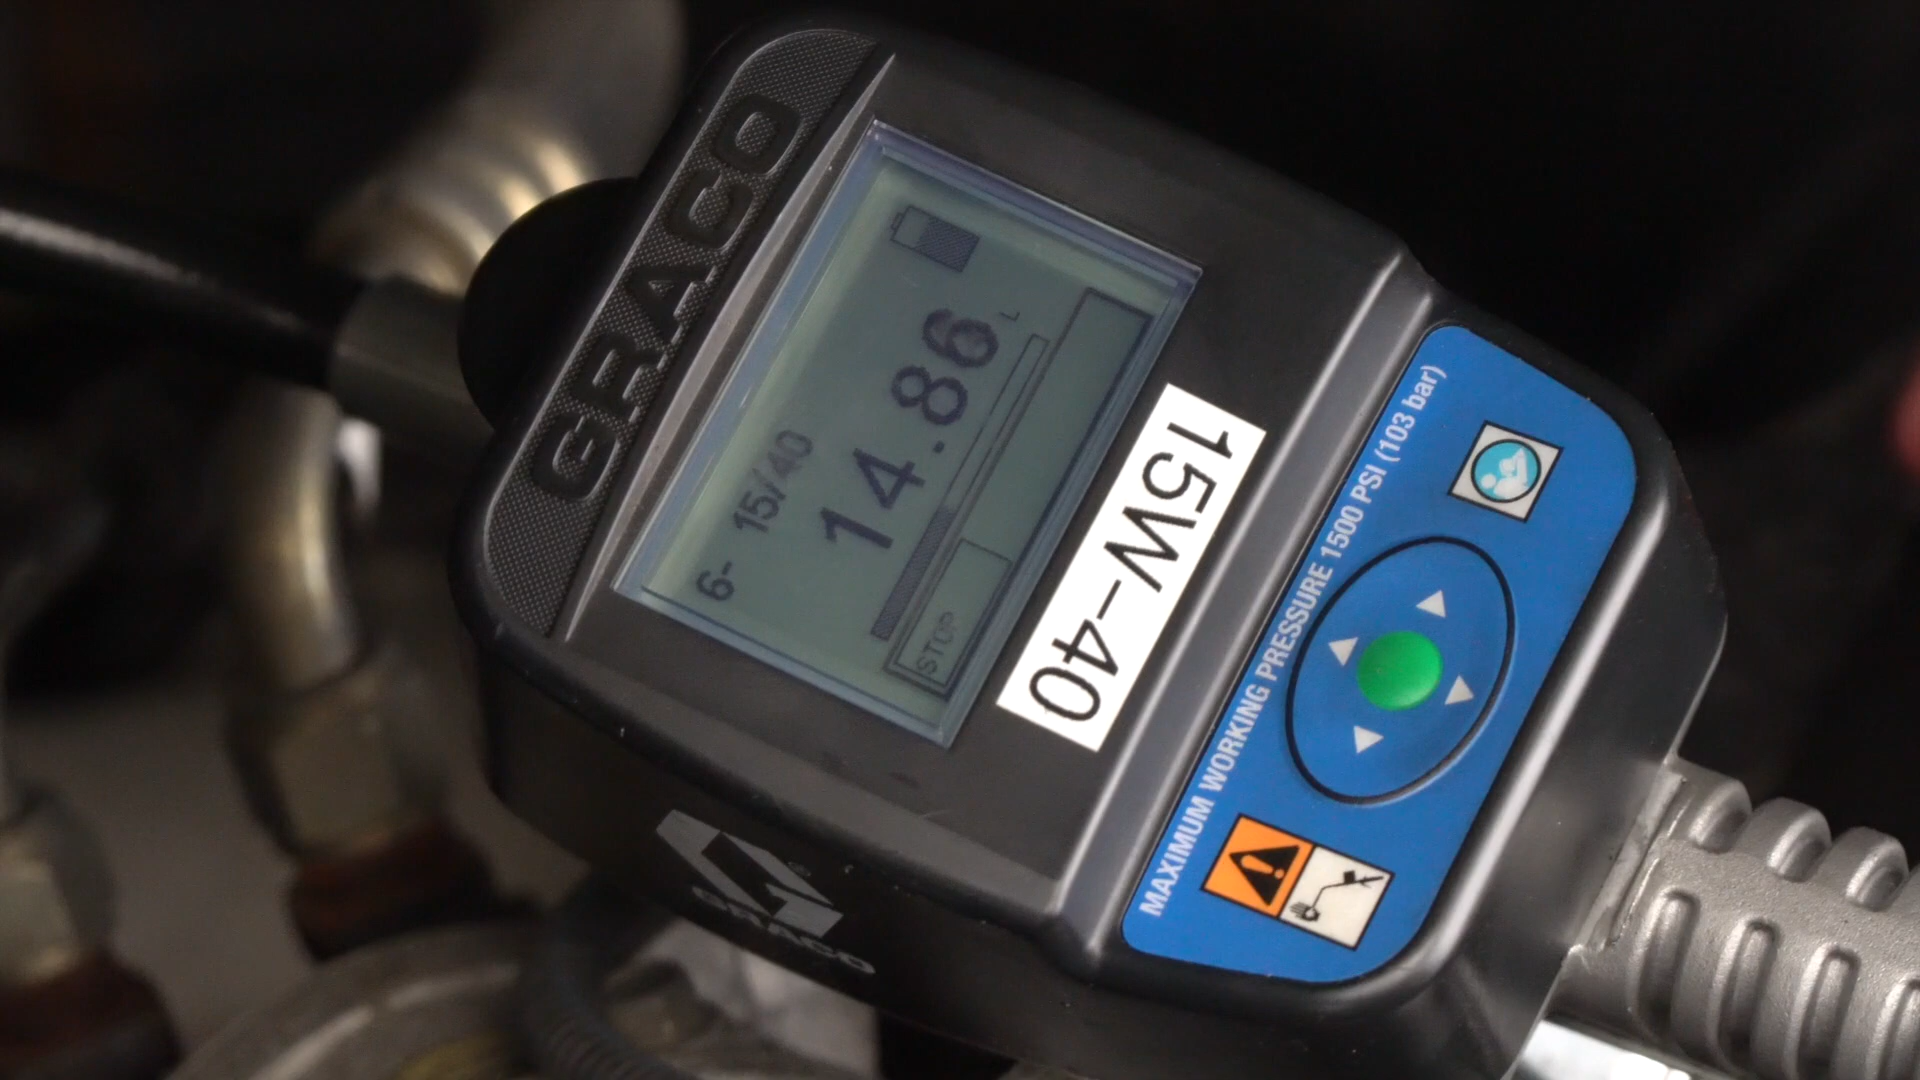 GRACO
6- 15/40
14.86 L
STOP
15W-40
MAXIMUM WORKING PRESSURE 1500 PSI (103 bar)
GRACO